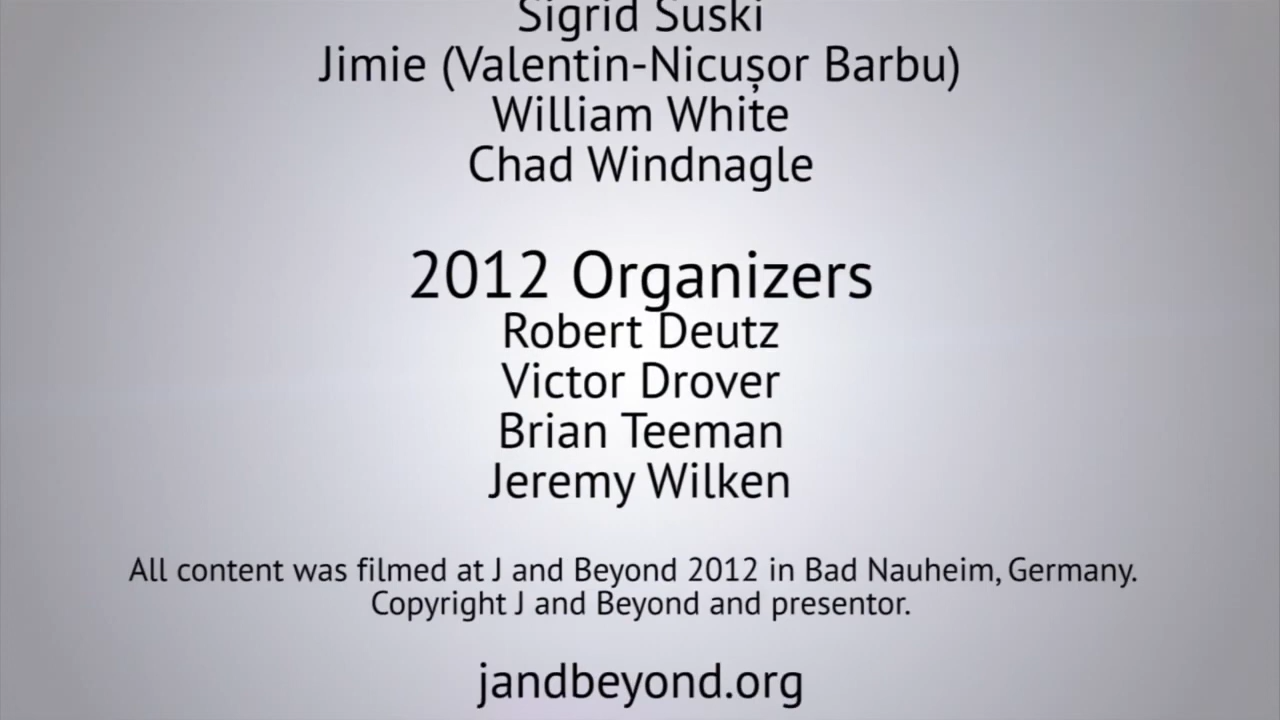 Sigrid Suski
Jimie (Valentin-Nicușor Barbu)
William White
Chad Windnagle
2012 Organizers
Robert Deutz
Victor Drover
Brian Teeman
Jeremy Wilken
All content was filmed at J and Beyond 2012 in Bad Nauheim, Germany.
Copyright J and Beyond and presentor.
jandbeyond.org